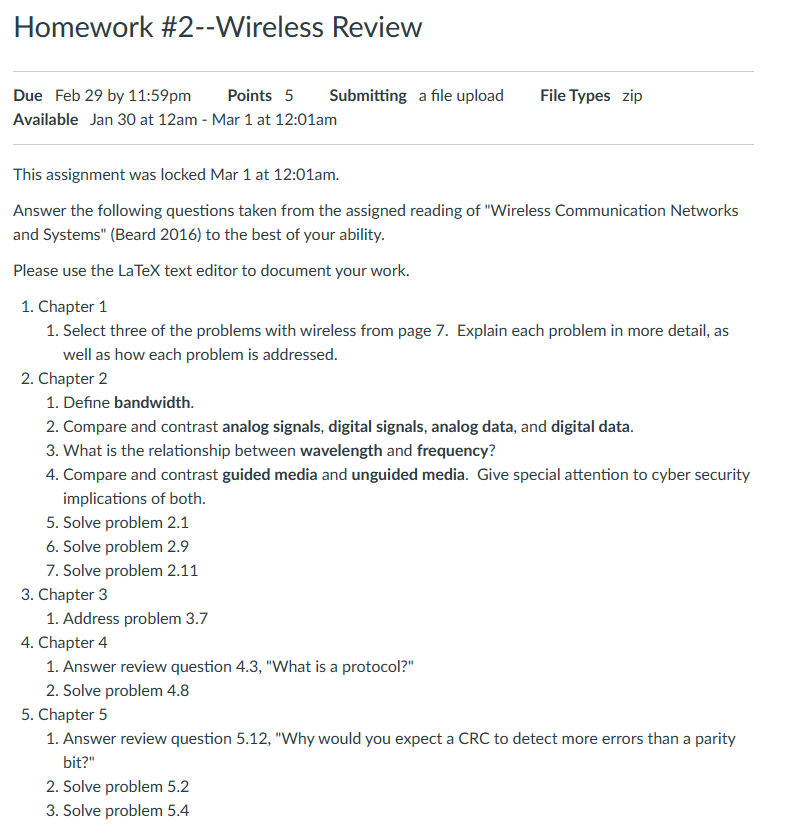 Homework #2--Wireless Review
Due Feb 29 by 11:59pm Points 5 Submitting a file upload File Types zip
Available Jan 30 at 12am - Mar 1 at 12:01am
This assignment was locked Mar 1 at 12:01am.
Answer the following questions taken from the assigned reading of "Wireless Communication Networks
and Systems" (Beard 2016) to the best of your ability.
Please use the LaTeX text editor to document your work.
1. Chapter 1
1. Select three of the problems with wireless from page 7.  Explain each problem in more detail, as
well as how each problem is addressed.
2. Chapter 2
1. Define bandwidth.
2. Compare and contrast analog signals, digital signals, analog data, and digital data.
3. What is the relationship between wavelength and frequency?
4. Compare and contrast guided media and unguided media.  Give special attention to cyber security
implications of both.
5. Solve problem 2.1
6. Solve problem 2.9
7. Solve problem 2.11
3. Chapter 3
1. Address problem 3.7
4. Chapter 4
1. Answer review question 4.3, "What is a protocol?"
2. Solve problem 4.8
5. Chapter 5
1. Answer review question 5.12, "Why would you expect a CRC to detect more errors than a parity
bit?"
2. Solve problem 5.2
3. Solve problem 5.4